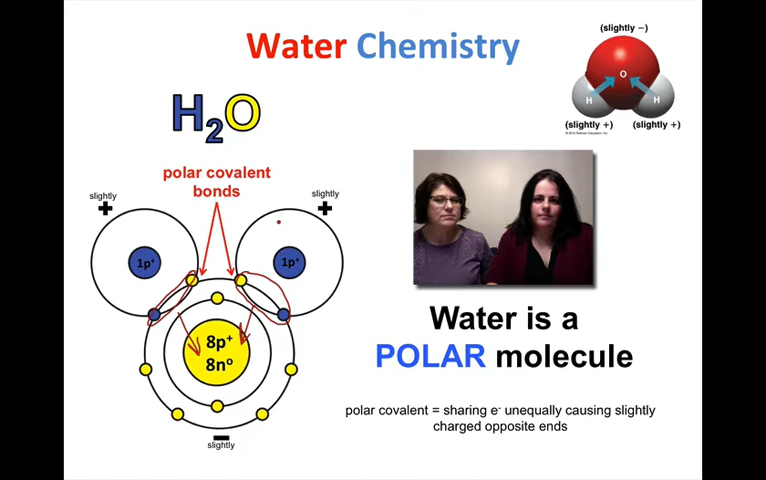 Water Chemistry
(slightly −)
O
H
H
(slightly +)
(slightly +)
H₂O
polar covalent
bonds
slightly
+
slightly
+
1p⁺
1p⁺
8p⁺
8n⁰
−
slightly
Water is a
POLAR molecule
polar covalent = sharing e⁻ unequally causing slightly
charged opposite ends